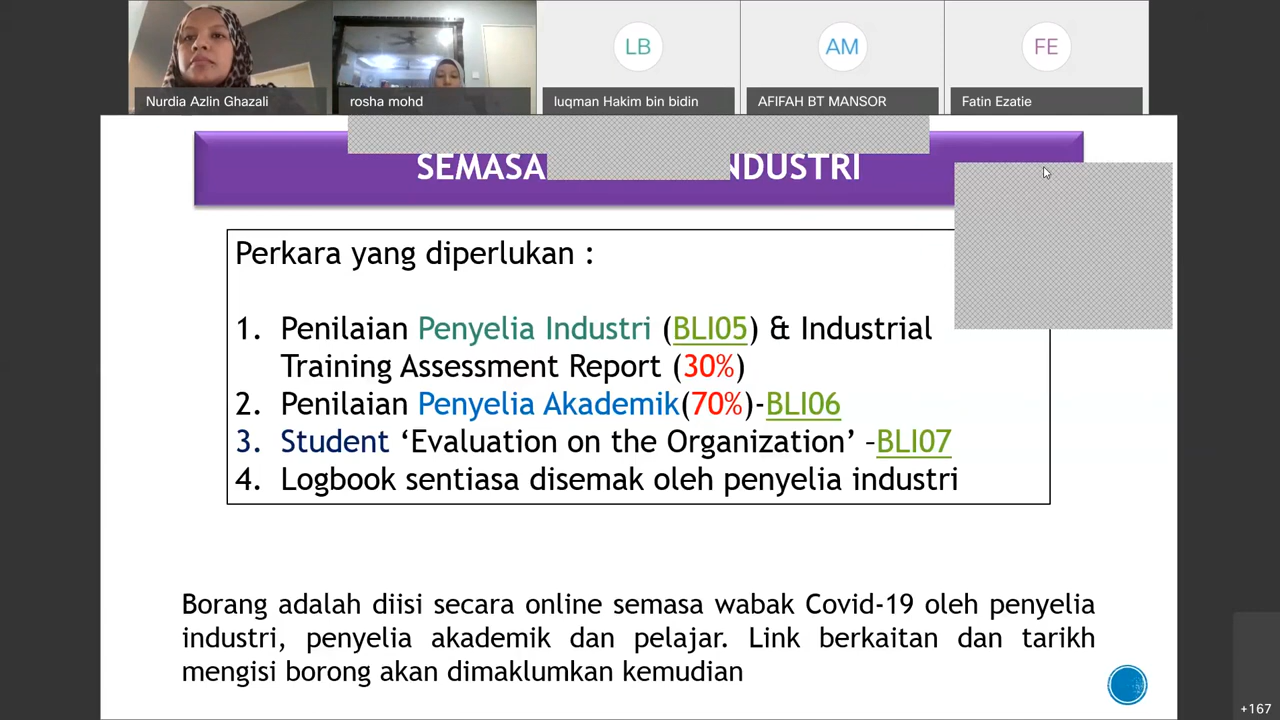 Nurdia Azlin Ghazali
rosha mohd
LB
luqman Hakim bin bidin
AM
AFIFAH BT MANSOR
FE
Fatin Ezatie
SEMASA NDUSTRI
Perkara yang diperlukan :
1. Penilaian Penyelia Industri (BLI05) & Industrial
Training Assessment Report (30%)
2. Penilaian Penyelia Akademik(70%)-BLI06
3. Student ‘Evaluation on the Organization’ –BLI07
4. Logbook sentiasa disemak oleh penyelia industri
Borang adalah diisi secara online semasa wabak Covid-19 oleh penyelia
industri, penyelia akademik dan pelajar. Link berkaitan dan tarikh
mengisi borong akan dimaklumkan kemudian
+167